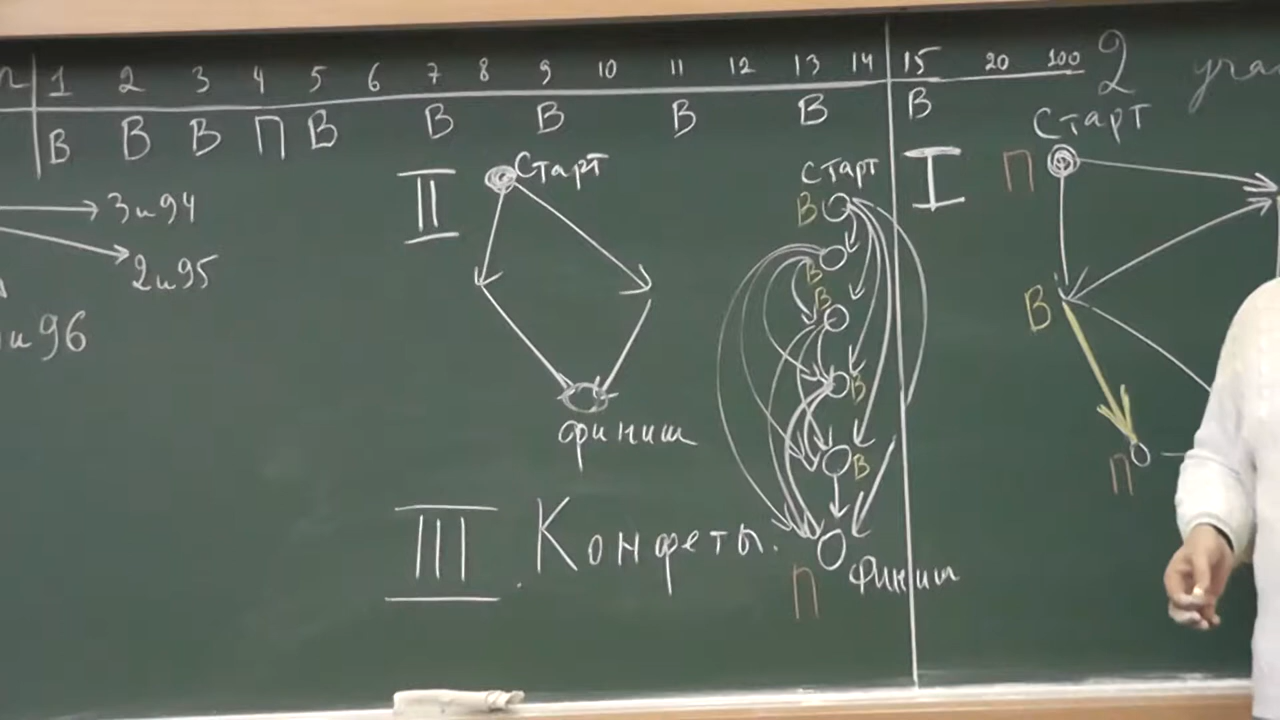 n 1 2 3 4 5 6 7 8 9 10 11 12 13 14 15 20 100
В В В П В В В В В В
2
Старт
3 и 94
2 и 95
и 96
II Старт
финиш
Старт
В
В
В
В
В
П финиш
I П
В
П
III. Конфеты.